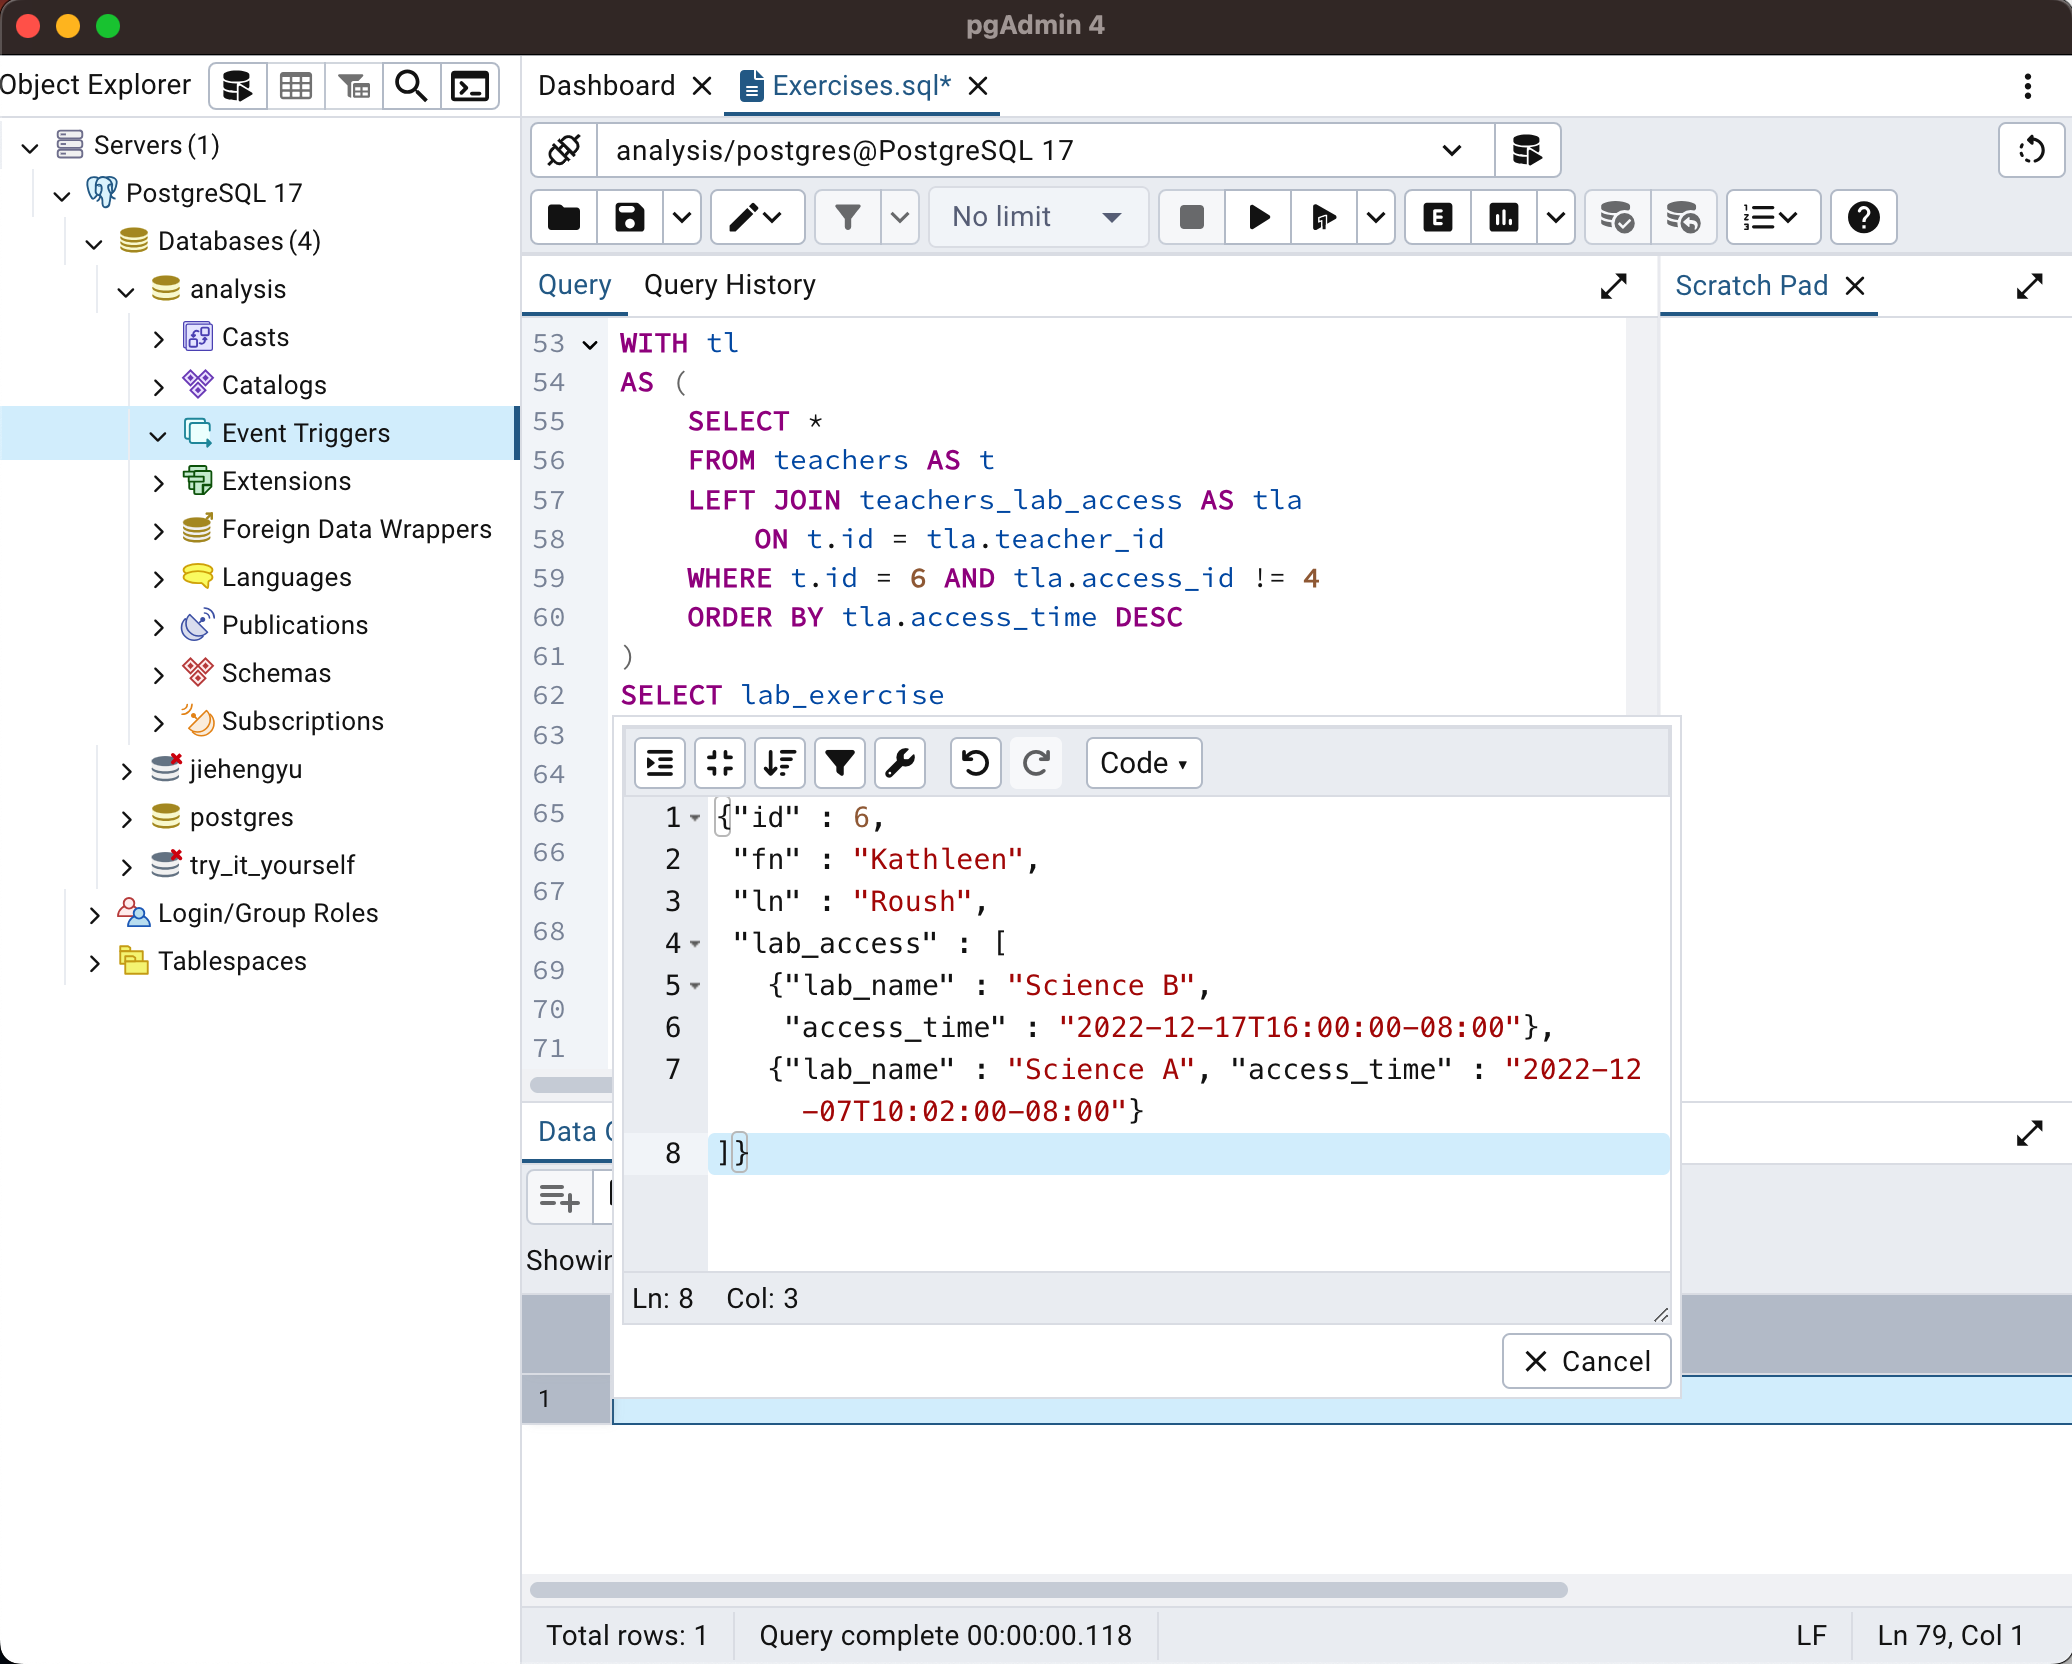 pgAdmin 4
Object Explorer
Servers (1)
PostgreSQL 17
Databases (4)
analysis
Casts
Catalogs
Event Triggers
Extensions
Foreign Data Wrappers
Languages
Publications
Schemas
Subscriptions
jiehengyu
postgres
try_it_yourself
Login/Group Roles
Tablespaces
Dashboard
Exercises.sql*
analysis/postgres@PostgreSQL 17
No limit
E
Query
Query History
Scratch Pad
53 WITH tl
54 AS (
55 SELECT *
56 FROM teachers AS t
57 LEFT JOIN teachers_lab_access AS tla
58 ON t.id = tla.teacher_id
59 WHERE t.id = 6 AND tla.access_id != 4
60 ORDER BY tla.access_time DESC
61 )
62 SELECT lab_exercise
63
64
65
66
67
68
69
70
71
Code
1 {"id" : 6,
2 "fn" : "Kathleen",
3 "ln" : "Roush",
4 "lab_access" : [
5 {"lab_name" : "Science B",
6 "access_time" : "2022-12-17T16:00:00-08:00"},
7 {"lab_name" : "Science A", "access_time" : "2022-12
-07T10:02:00-08:00"}
8 ]}
Ln: 8 Col: 3
Cancel
Data
Showin
1
Total rows: 1
Query complete 00:00:00.118
LF
Ln 79, Col 1